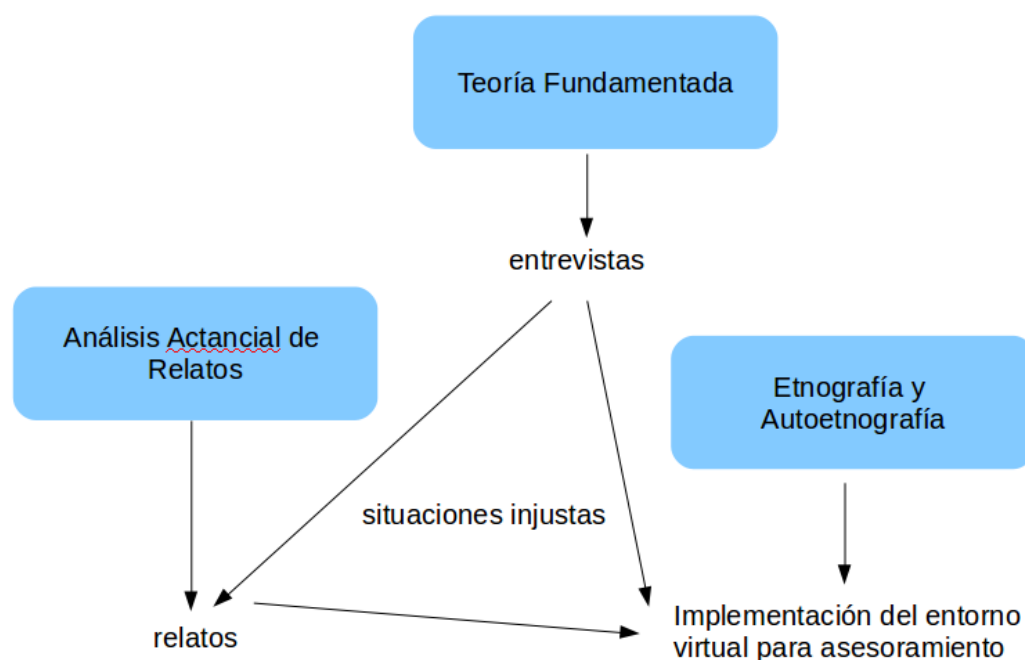 Teoría Fundamentada
entrevistas
Análisis Actancial de
Relatos
Etnografía y
Autoetnografía
situaciones injustas
relatos
Implementación del entorno
virtual para asesoramiento